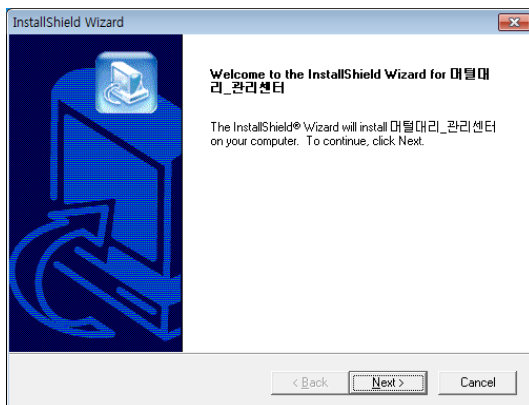 InstallShield Wizard
Welcome to the InstallShield Wizard for 머털대
리_관리센터
The InstallShield® Wizard will install 머털대리_관리센터
on your computer. To continue, click Next.
< Back
Next >
Cancel